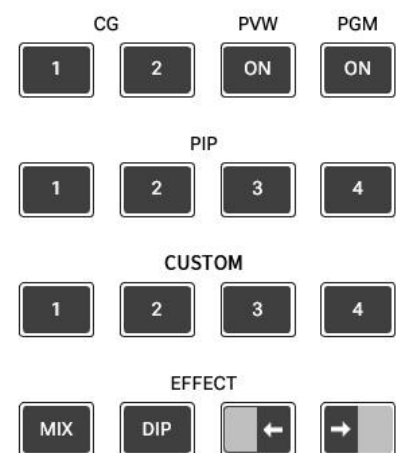 CG PVW PGM
1 2 ON ON
PIP
1 2 3 4
CUSTOM
1 2 3 4
EFFECT
MIX DIP ← →